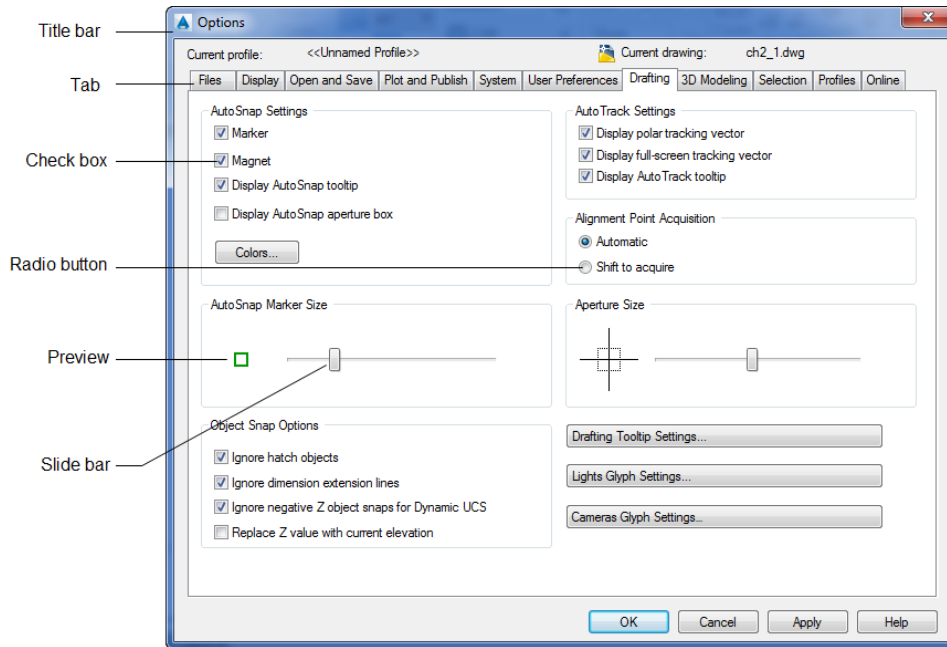 Title bar
Options
Current profile: <<Unnamed Profile>> Current drawing: ch2_1.dwg
Tab
Files Display Open and Save Plot and Publish System User Preferences Drafting 3D Modeling Selection Profiles Online
AutoSnap Settings
Marker
Check box
Magnet
Display AutoSnap tooltip
Display AutoSnap aperture box
Colors...
AutoTrack Settings
Display polar tracking vector
Display full-screen tracking vector
Display AutoTrack tooltip
Alignment Point Acquisition
Automatic
Radio button
Shift to acquire
AutoSnap Marker Size
Preview
Aperture Size
Slide bar
Object Snap Options
Ignore hatch objects
Ignore dimension extension lines
Ignore negative Z object snaps for Dynamic UCS
Replace Z value with current elevation
Drafting Tooltip Settings...
Lights Glyph Settings...
Cameras Glyph Settings...
OK Cancel Apply Help